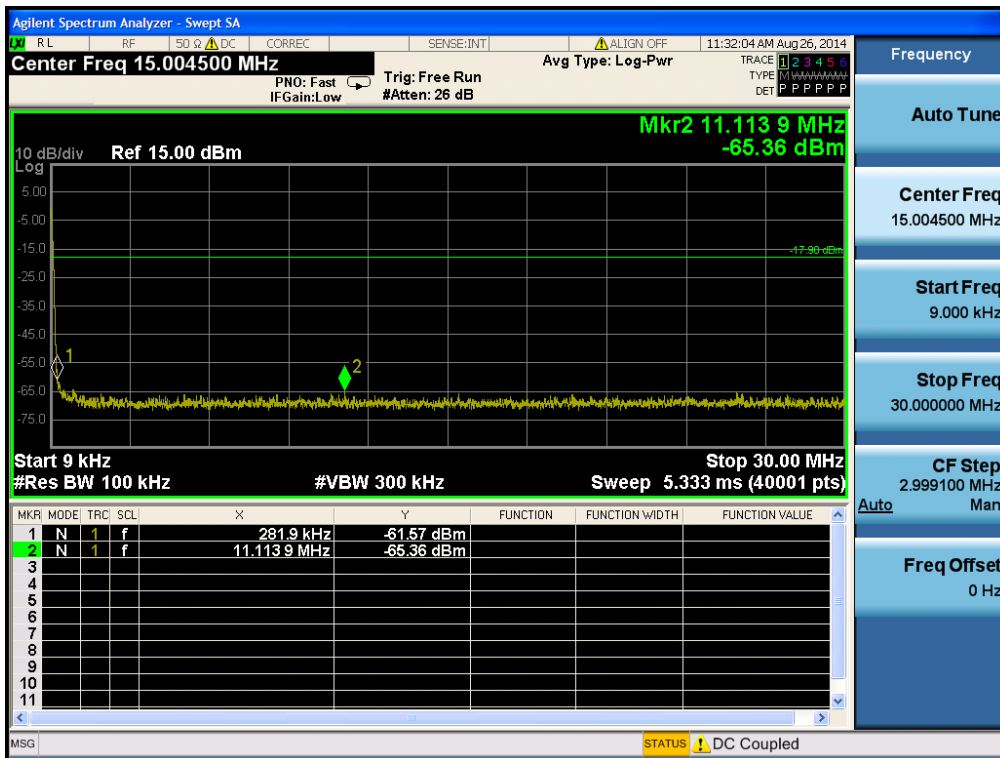 Agilent Spectrum Analyzer - Swept SA
LXI RL RF 50 Ω DC CORREC SENSE:INT ALIGN OFF 11:32:04 AM Aug 26, 2014
Center Freq 15.004500 MHz
PNO: Fast
IFGain:Low
Trig: Free Run
#Atten: 26 dB
Avg Type: Log-Pwr
TRACE 1 2 3 4 5 6
TYPE M WWWWW
DET P P P P P P
Mkr2 11.113 9 MHz
-65.36 dBm
10 dB/div Ref 15.00 dBm
Log
5.00
-5.00
-15.0
-17.90 dBm
-25.0
-35.0
-45.0
-55.0
-65.0
-75.0
1
2
Start 9 kHz Stop 30.00 MHz
#Res BW 100 kHz #VBW 300 kHz Sweep 5.333 ms (40001 pts)
MKR MODE TRC SCL X Y FUNCTION FUNCTION WIDTH FUNCTION VALUE
1 N 1 f 281.9 kHz -61.57 dBm
2 N 1 f 11.113 9 MHz -65.36 dBm
3
4
5
6
7
8
9
10
11
MSG STATUS DC Coupled
Frequency
Auto Tune
Center Freq
15.004500 MHz
Start Freq
9.000 kHz
Stop Freq
30.000000 MHz
CF Step
2.999100 MHz
Auto Man
Freq Offset
0 Hz